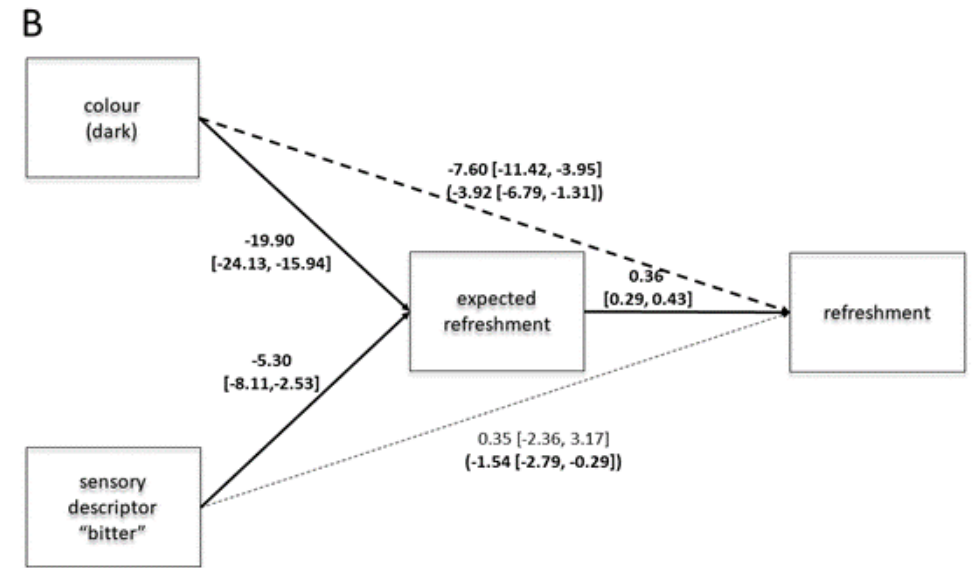 B
colour
(dark)
-7.60 [-11.42, -3.95]
(-3.92 [-6.79, -1.31])
-19.90
[-24.13, -15.94]
expected
refreshment
0.36
[0.29, 0.43]
refreshment
-5.30
[-8.11,-2.53]
0.35 [-2.36, 3.17]
(-1.54 [-2.79, -0.29])
sensory
descriptor
“bitter”